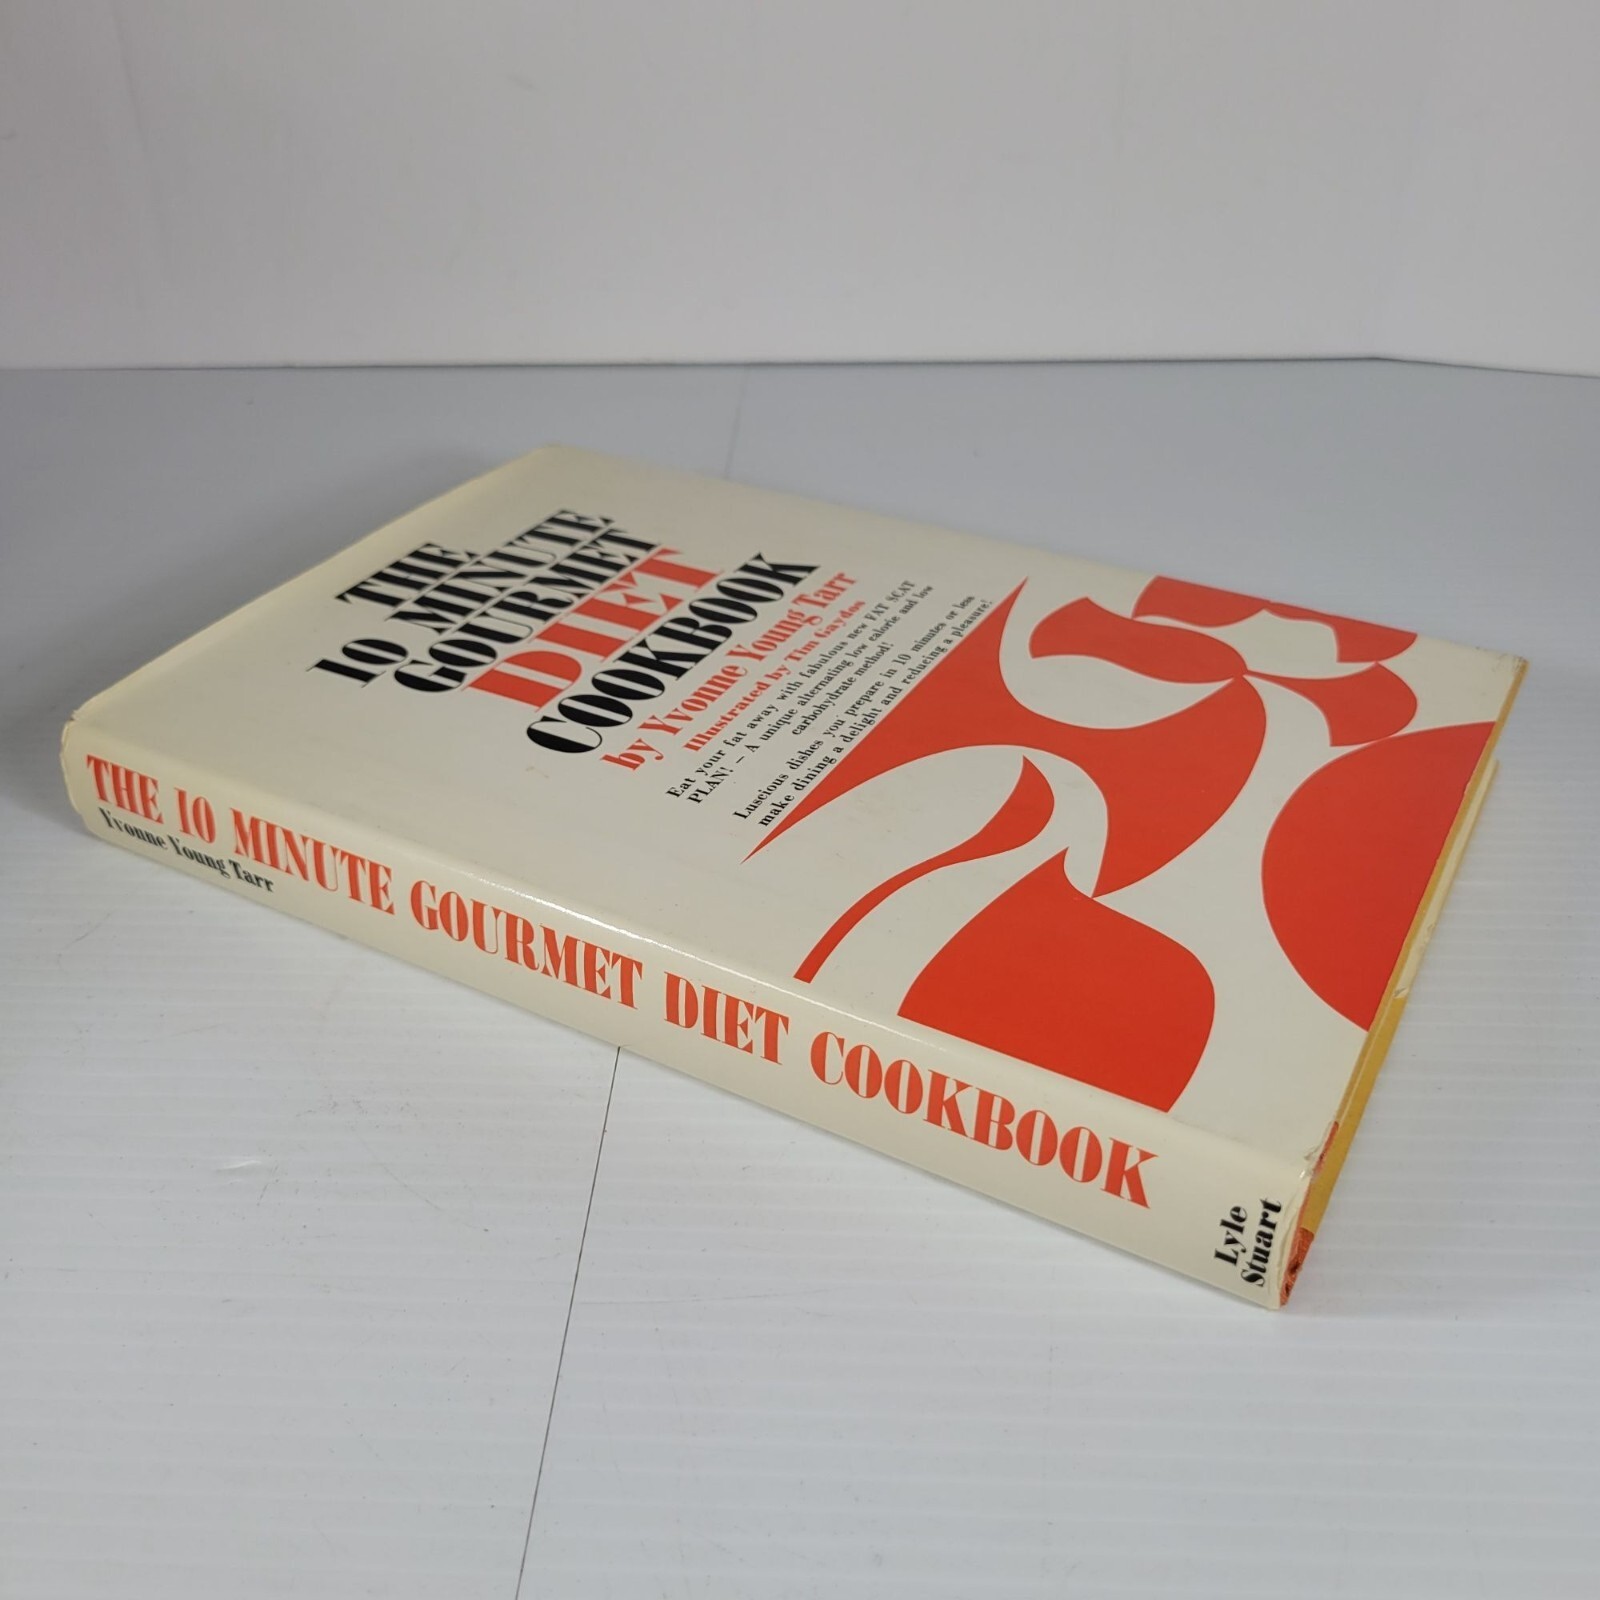 THE
10 MINUTE
GOURMET
DIET
COOKBOOK
by Yvonne Young Tarr
Illustrated by Tim Gaydos
Eat your fat away with fabulous new FAT SCAT
PLAN! – A unique alternating low calorie and low
carbohydrate method!
Luscious dishes you prepare in 10 minutes or less
make dining a delight and reducing a pleasure!
THE 10 MINUTE GOURMET DIET COOKBOOK
Yvonne Young Tarr
Lyle
Stuart